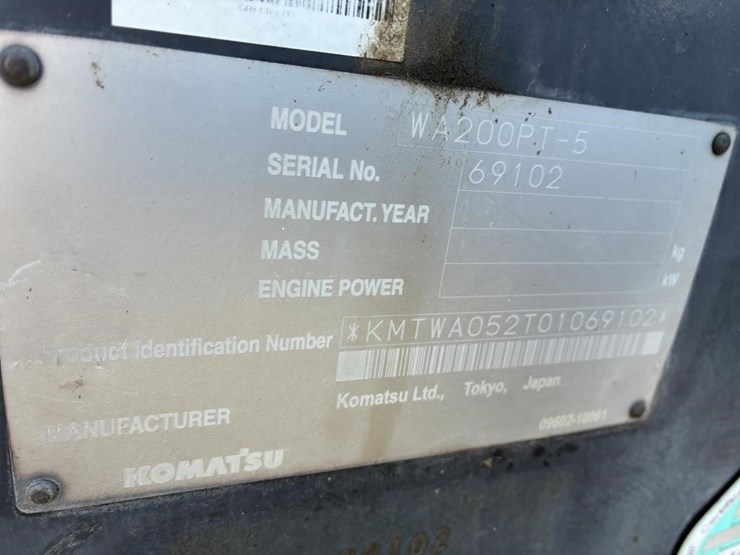 MODEL WA200PT-5
SERIAL No. 69102
MANUFACT. YEAR
MASS kg
ENGINE POWER kW
Product Identification Number *KMTWA052T01069102*
Komatsu Ltd., Tokyo, Japan
MANUFACTURER
09602-10001
KOMATSU